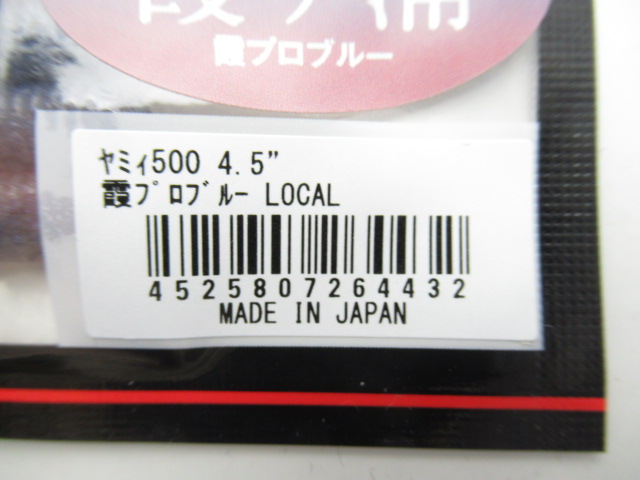 霞プロブルー
ヤミィ500 4.5"
霞プロブルー LOCAL
4525807264432
MADE IN JAPAN